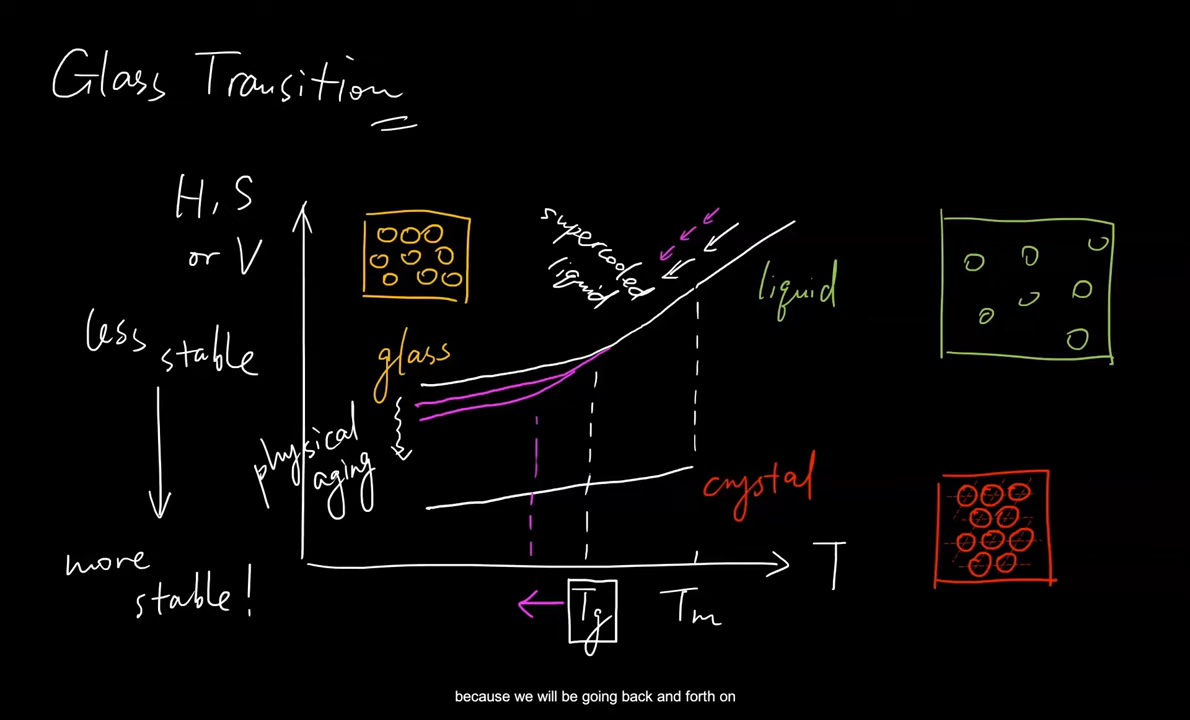 Glass Transition
H, S
or V
less
stable
more
stable!
glass
physical
aging
supercooled
liquid
liquid
crystal
T
Tg
Tm
because we will be going back and forth on